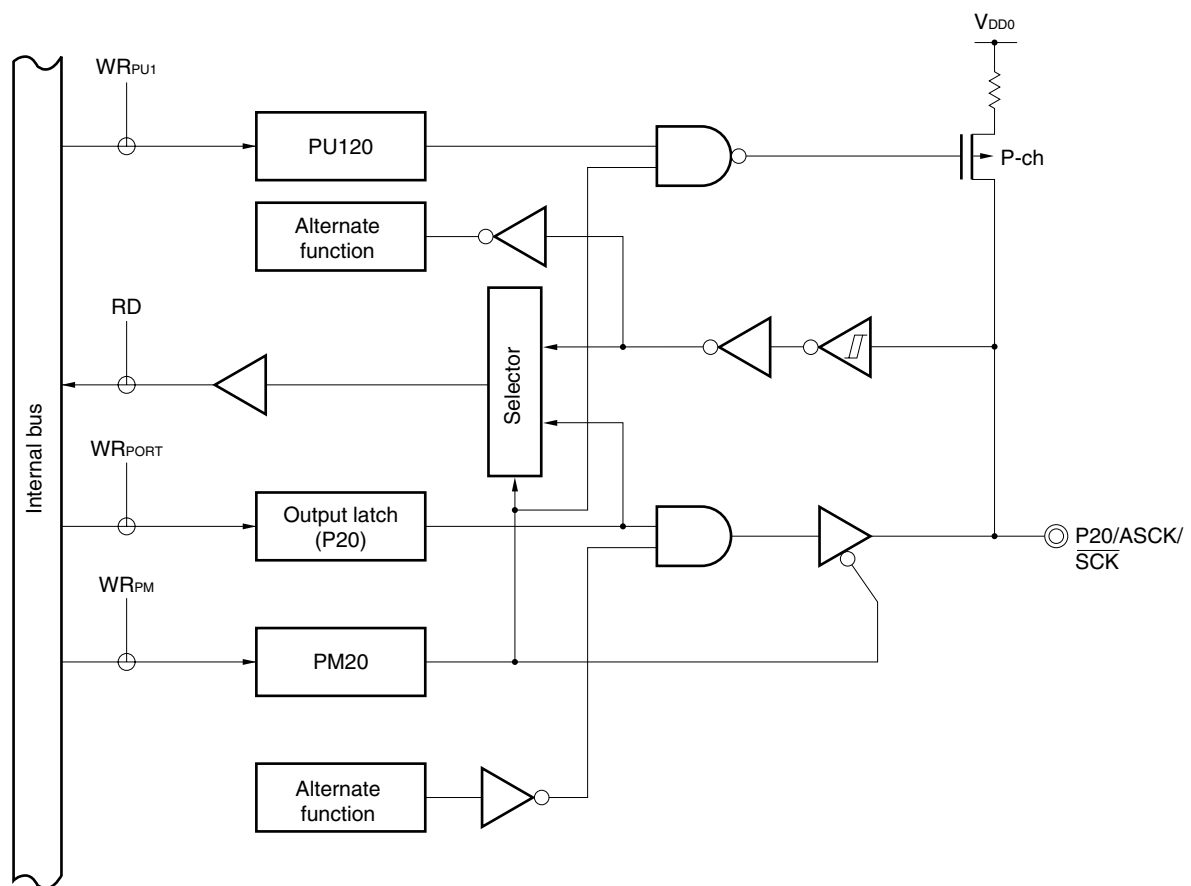 VDD0
WRPU1
PU120
P-ch
Alternate
function
RD
Selector
Internal bus
WRPORT
Output latch
(P20)
P20/ASCK/
SCK
WRPM
PM20
Alternate
function